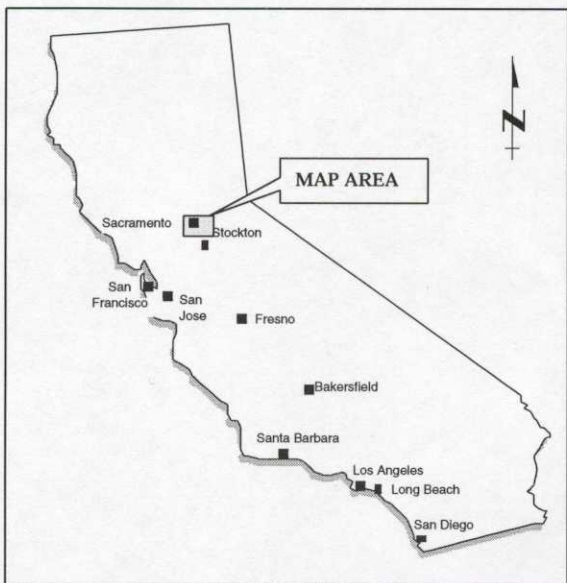 N
MAP AREA
Sacramento
Stockton
San
Francisco
San
Jose
Fresno
Bakersfield
Santa Barbara
Los Angeles
Long Beach
San Diego